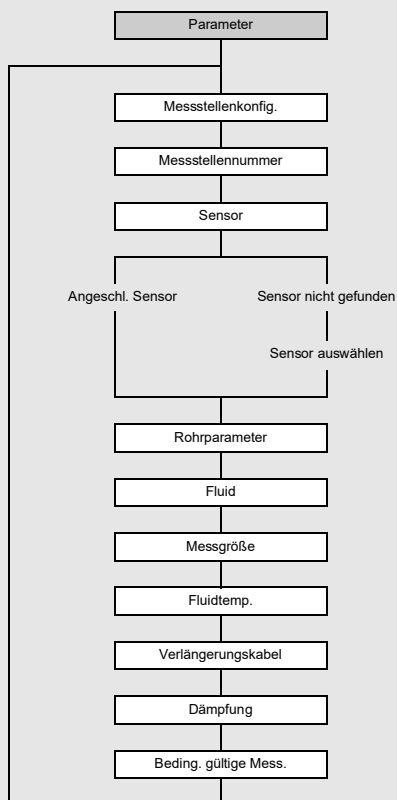 Parameter
Messstellenkonfig.
Messstellennummer
Sensor
Angeschl. Sensor
Sensor nicht gefunden
Sensor auswählen
Rohrparameter
Fluid
Messgröße
Fluidtemp.
Verlängerungskabel
Dämpfung
Beding. gültige Mess.